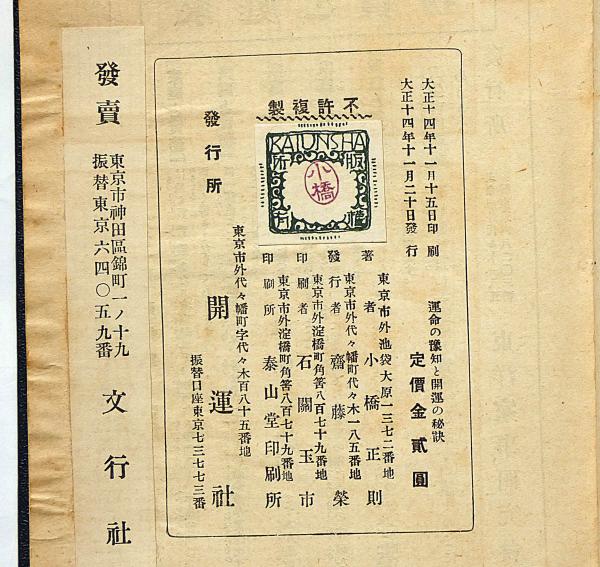 大正十四年十一月十五日印刷
大正十四年十一月二十日發行
運命の豫知と開運の秘訣
定價金貳圓
不許複製
KAIUNSHA
版權所有
小橋
東京市外池袋大原一三七二番地
著者 小橋正則
東京市外代々幡町代々木一八五番地
發行者 齋藤榮
東京市外淀橋町角筈八百七十九番地
印刷者 石關玉市
東京市外淀橋町角筈八百七十九番地
印刷所 泰山堂印刷所
東京市外代々幡町字代々木百八十五番地
發行所 開運社
振替口座東京七三七七三番
東京市神田區錦町一ノ十九
發賣 文行社
振替東京六四〇五九番